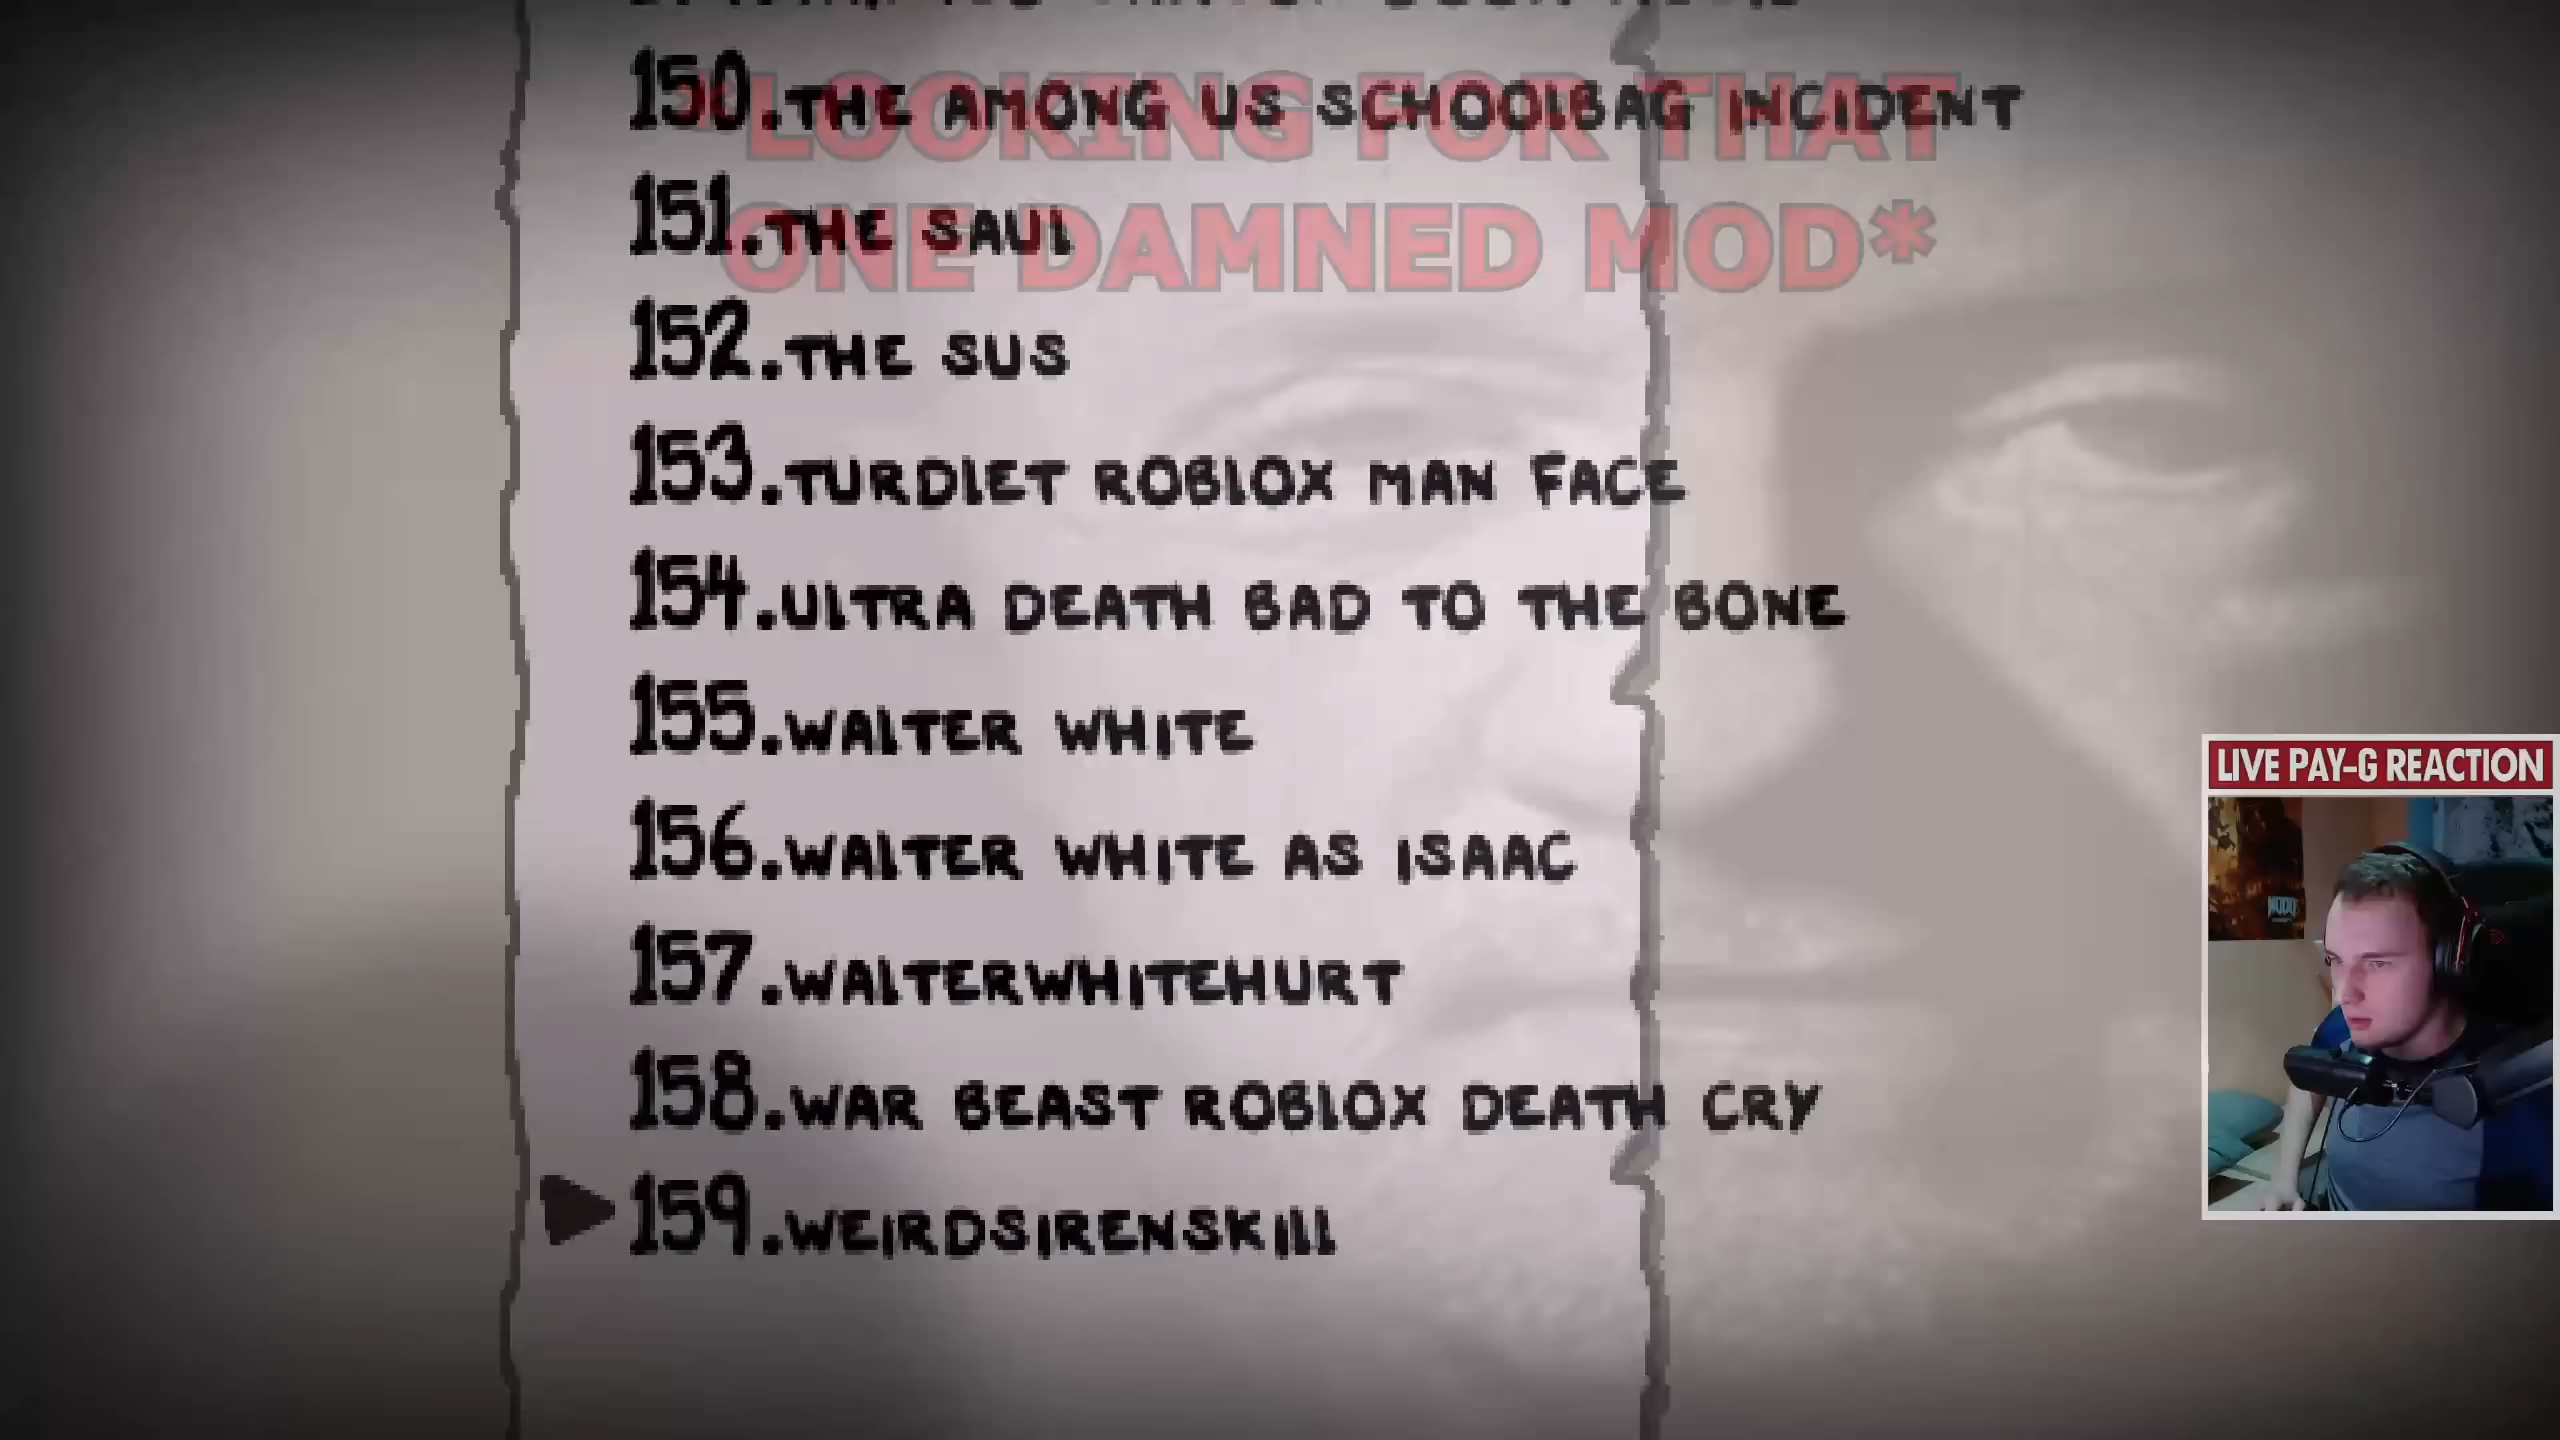 150.THE AMONG US SCHOOLBAG INCIDENT
*LOOKING FOR THAT
151.THE SAUL
ONE DAMNED MOD*
152.THE SUS
153.TURDLET ROBLOX MAN FACE
154.ULTRA DEATH BAD TO THE BONE
155.WALTER WHITE
LIVE PAY-G REACTION
156.WALTER WHITE AS ISAAC
157.WALTERWHITEHURT
158.WAR BEAST ROBLOX DEATH CRY
159.WEIRDSIRENSKILL